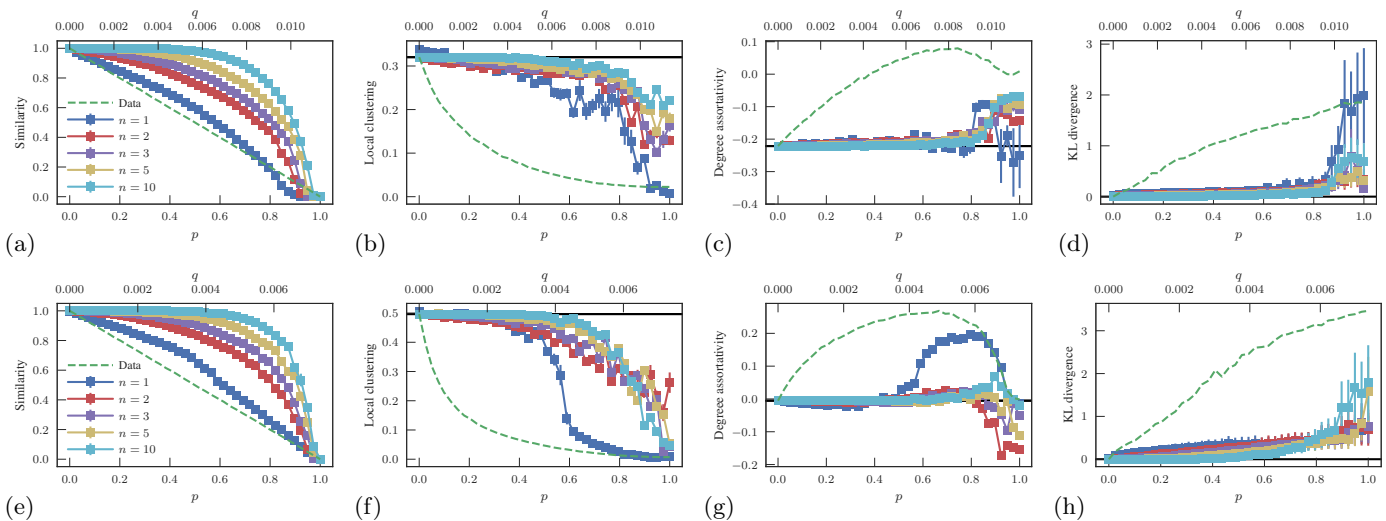 q
0.000 0.002 0.004 0.006 0.008 0.010
1.0
0.8
0.6
0.4
0.2
0.0
Similarity
Data
n = 1
n = 2
n = 3
n = 5
n = 10
0.0 0.2 0.4 0.6 0.8 1.0
p
(a)
q
0.000 0.002 0.004 0.006 0.008 0.010
0.3
0.2
0.1
0.0
Local clustering
0.0 0.2 0.4 0.6 0.8 1.0
p
(b)
q
0.000 0.002 0.004 0.006 0.008 0.010
0.1
0.0
−0.1
−0.2
−0.3
−0.4
Degreee assortativity
0.0 0.2 0.4 0.6 0.8 1.0
p
(c)
q
0.000 0.002 0.004 0.006 0.008 0.010
3
2
1
0
KL divergence
0.0 0.2 0.4 0.6 0.8 1.0
p
(d)
q
0.000 0.002 0.004 0.006
1.0
0.8
0.6
0.4
0.2
0.0
Similarity
Data
n = 1
n = 2
n = 3
n = 5
n = 10
0.0 0.2 0.4 0.6 0.8 1.0
p
(e)
q
0.000 0.002 0.004 0.006
0.5
0.4
0.3
0.2
0.1
0.0
Local clustering
0.0 0.2 0.4 0.6 0.8 1.0
p
(f)
q
0.000 0.002 0.004 0.006
0.2
0.1
0.0
−0.1
−0.2
Degreee assortativity
0.0 0.2 0.4 0.6 0.8 1.0
p
(g)
q
0.000 0.002 0.004 0.006
3
2
1
0
KL divergence
0.0 0.2 0.4 0.6 0.8 1.0
p
(h)